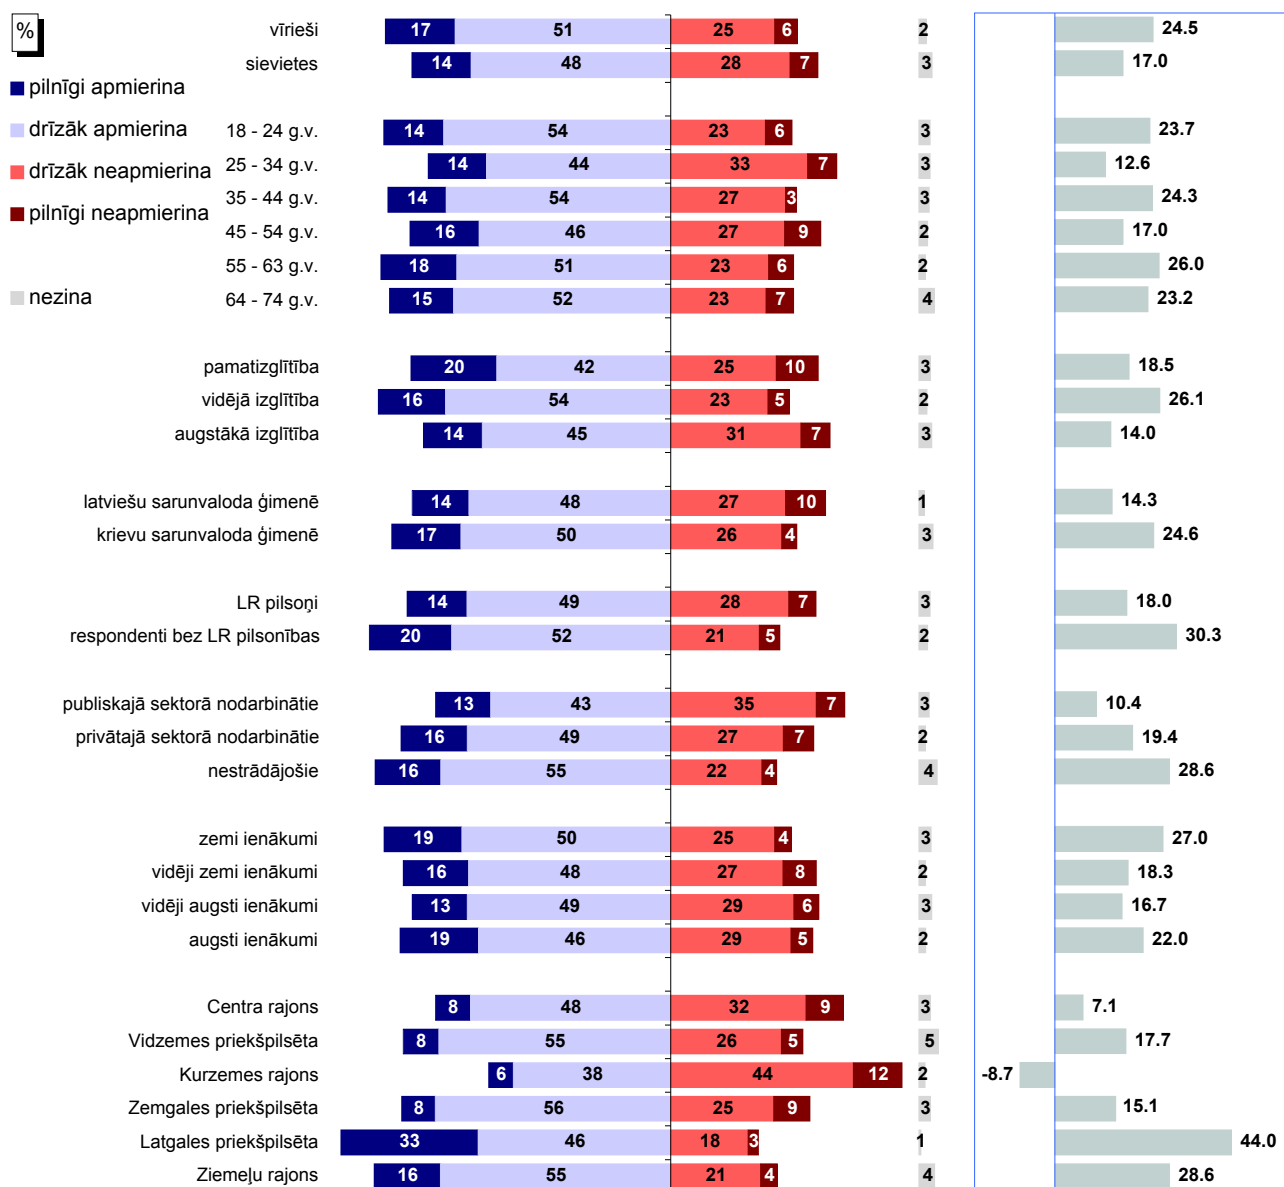 %
pilnīgi apmierina
drīzāk apmierina
drīzāk neapmierina
pilnīgi neapmierina
nezina
vīrieši 17 51 25 6 2 24.5
sievietes 14 48 28 7 3 17.0
18 - 24 g.v. 14 54 23 6 3 23.7
25 - 34 g.v. 14 44 33 7 3 12.6
35 - 44 g.v. 14 54 27 3 3 24.3
45 - 54 g.v. 16 46 27 9 2 17.0
55 - 63 g.v. 18 51 23 6 2 26.0
64 - 74 g.v. 15 52 23 7 4 23.2
pamatizglītība 20 42 25 10 3 18.5
vidējā izglītība 16 54 23 5 2 26.1
augstākā izglītība 14 45 31 7 3 14.0
latviešu sarunvaloda ģimenē 14 48 27 10 1 14.3
krievu sarunvaloda ģimenē 17 50 26 4 3 24.6
LR pilsoņi 14 49 28 7 3 18.0
respondenti bez LR pilsonības 20 52 21 5 2 30.3
publiskajā sektorā nodarbinātie 13 43 35 7 3 10.4
privātajā sektorā nodarbinātie 16 49 27 7 2 19.4
nestrādājošie 16 55 22 4 4 28.6
zemi ienākumi 19 50 25 4 3 27.0
vidēji zemi ienākumi 16 48 27 8 2 18.3
vidēji augsti ienākumi 13 49 29 6 3 16.7
augsti ienākumi 19 46 29 5 2 22.0
Centra rajons 8 48 32 9 3 7.1
Vidzemes priekšpilsēta 8 55 26 5 5 17.7
Kurzemes rajons 6 38 44 12 2 -8.7
Zemgales priekšpilsēta 8 56 25 9 3 15.1
Latgales priekšpilsēta 33 46 18 3 1 44.0
Ziemeļu rajons 16 55 21 4 4 28.6